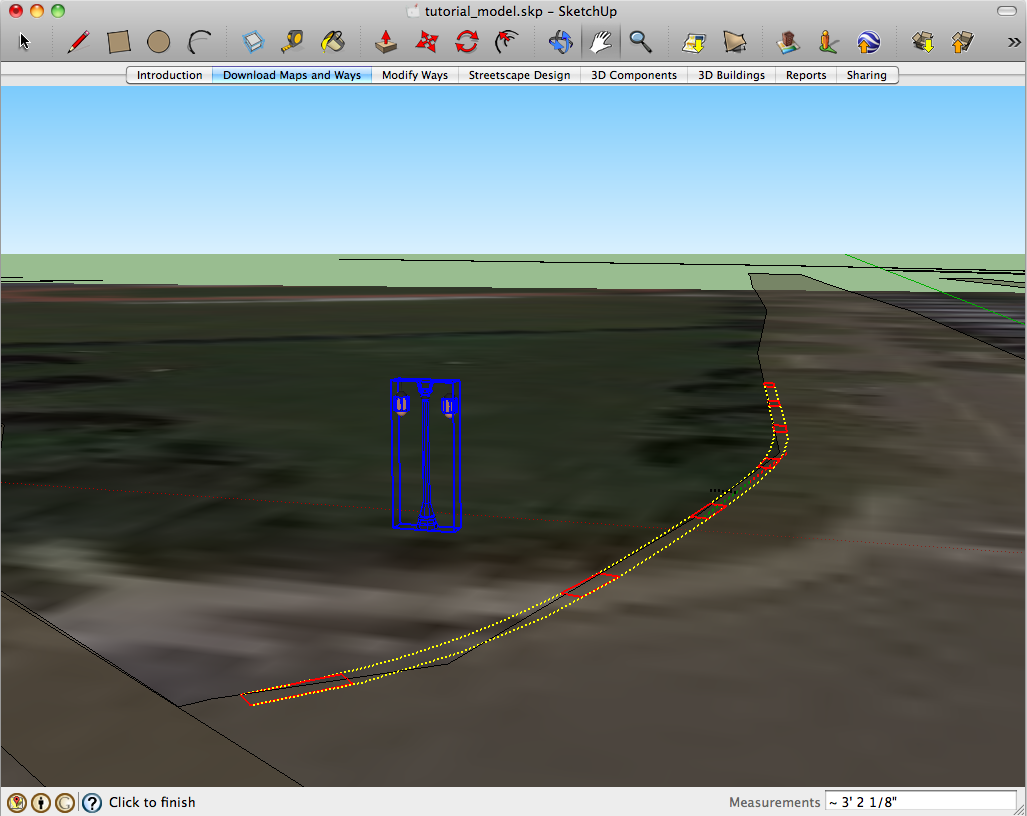 tutorial_model.skp – SketchUp
Introduction Download Maps and Ways Modify Ways Streetscape Design 3D Components 3D Buildings Reports Sharing
Click to finish
Measurements ~ 3' 2 1/8"